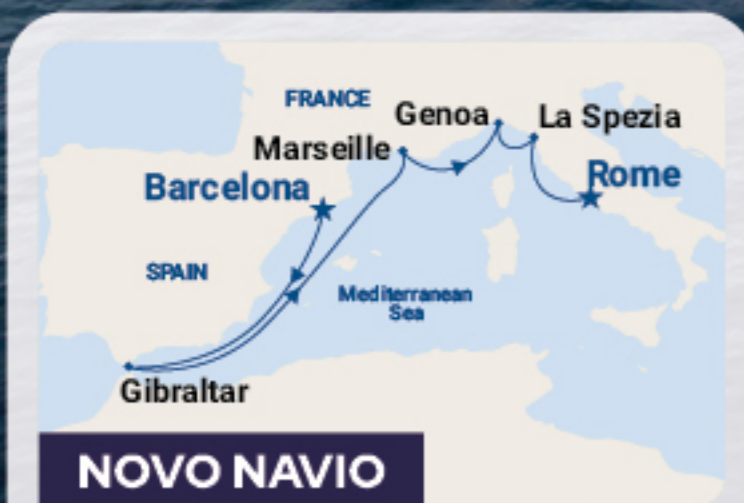 FRANCE
Genoa
La Spezia
Marseille
Barcelona
Rome
SPAIN
Mediterranean
Sea
Gibraltar
NOVO NAVIO